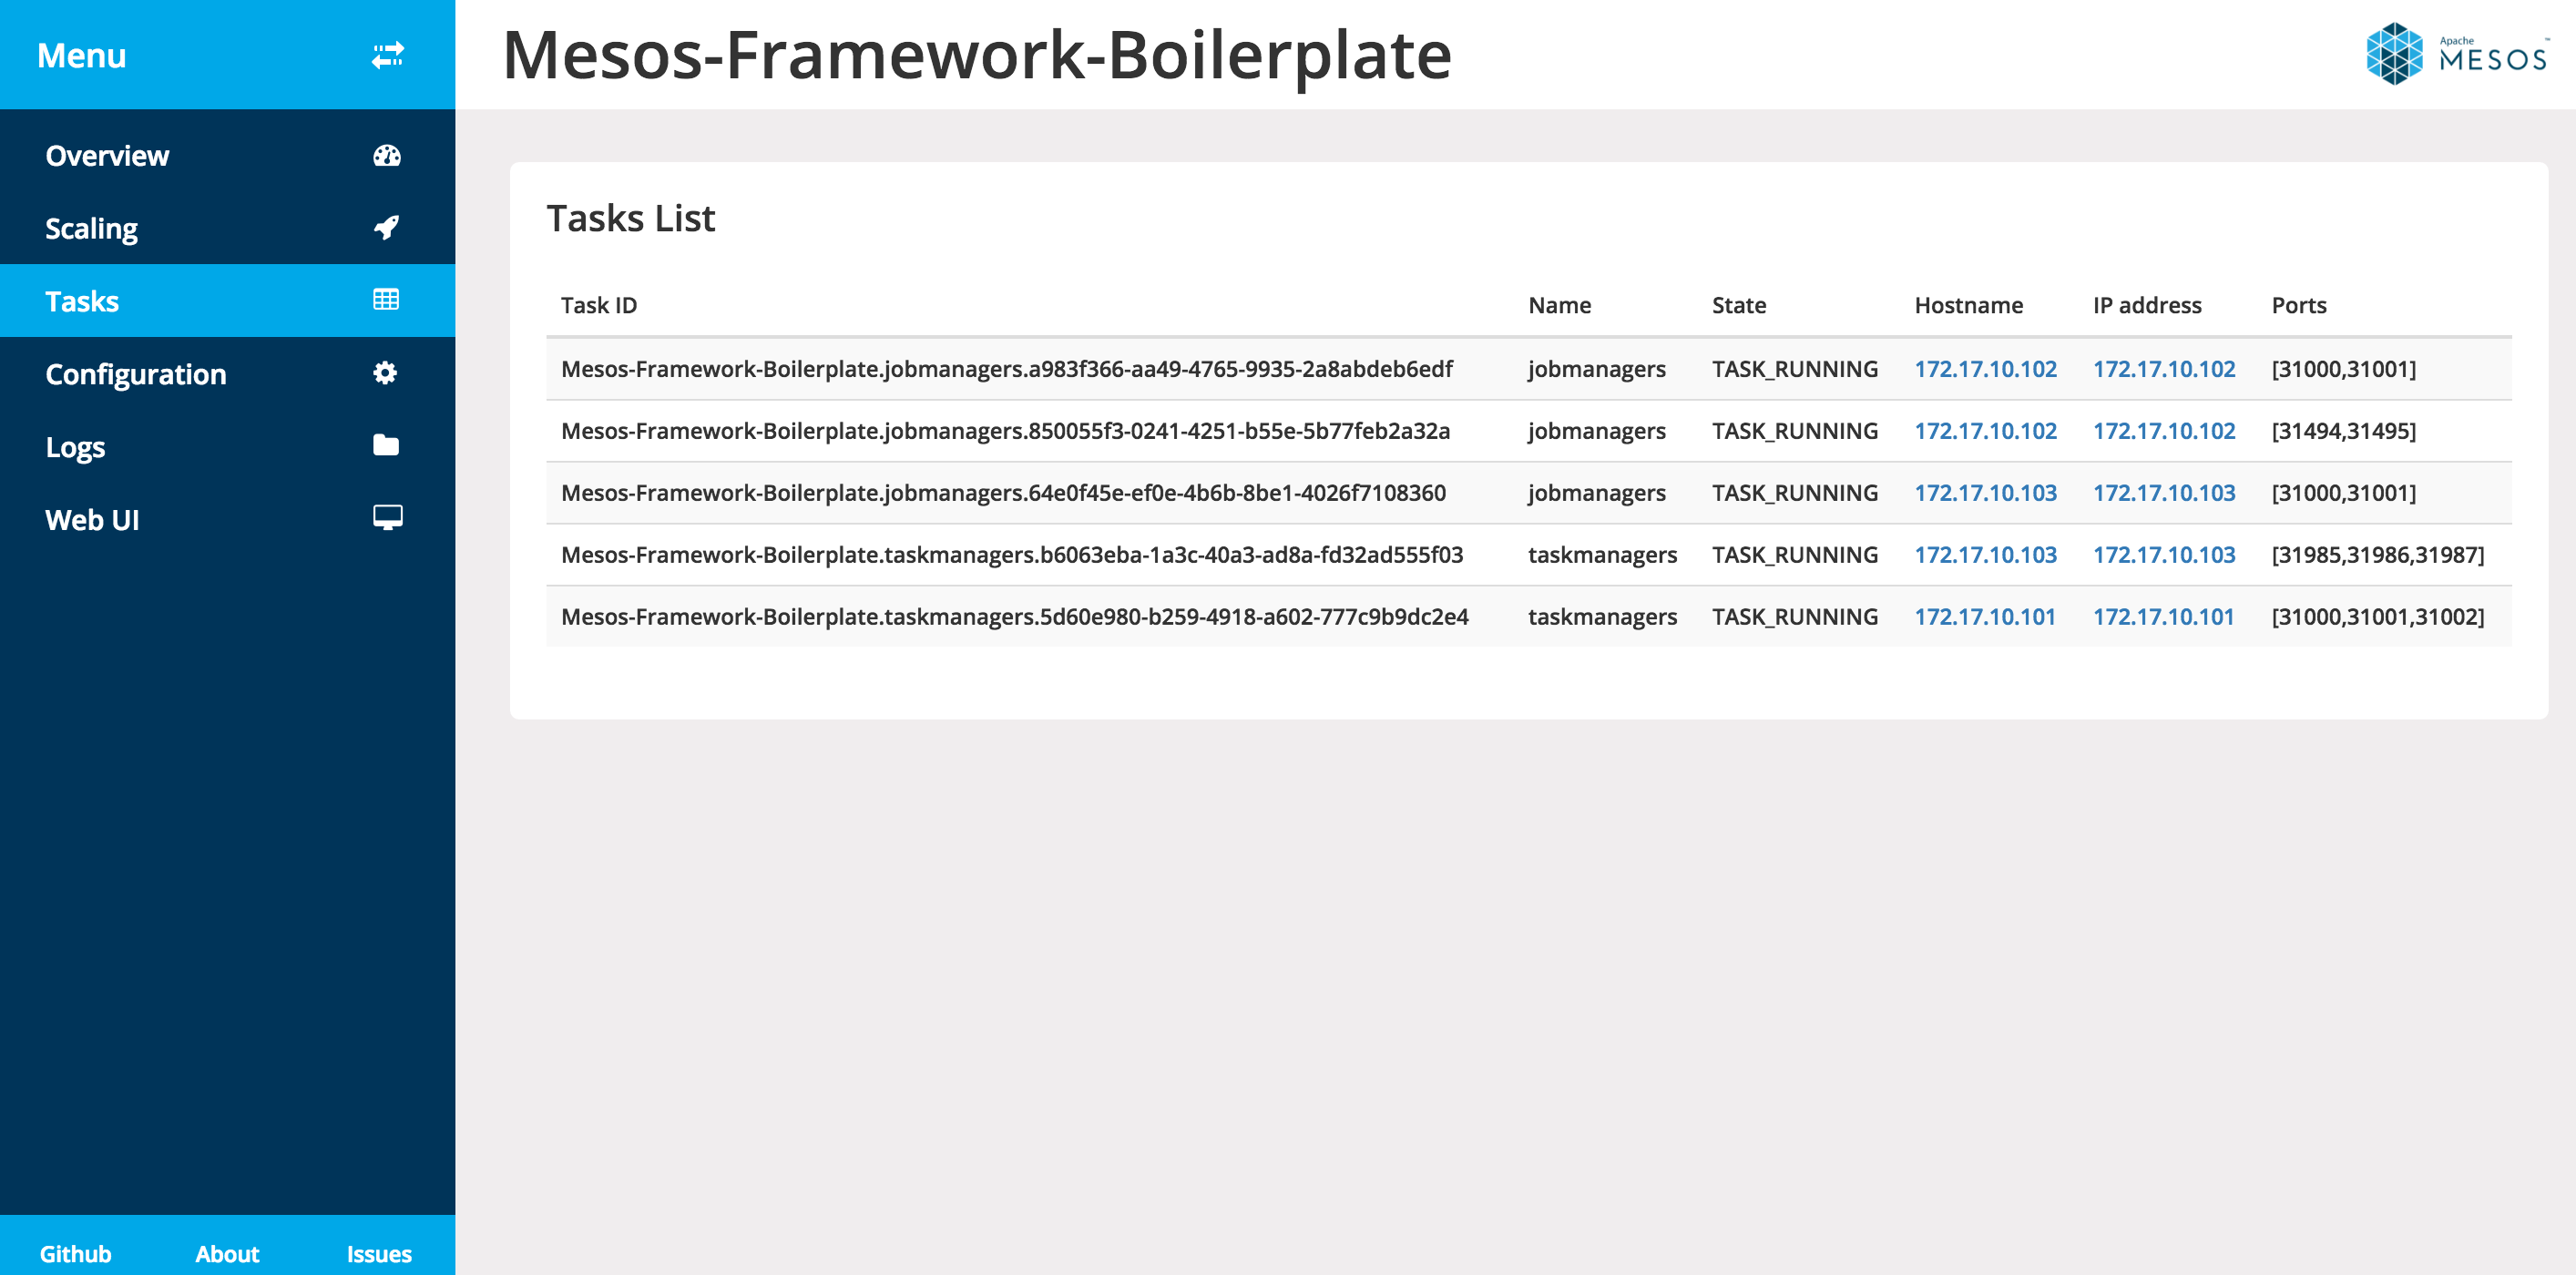 Menu
Mesos-Framework-Boilerplate
Apache
MESOS™
Overview
Scaling
Tasks
Configuration
Logs
Web UI
Tasks List
Task ID Name State Hostname IP address Ports
Mesos-Framework-Boilerplate.jobmanagers.a983f366-aa49-4765-9935-2a8abdeb6edf jobmanagers TASK_RUNNING 172.17.10.102 172.17.10.102 [31000,31001]
Mesos-Framework-Boilerplate.jobmanagers.850055f3-0241-4251-b55e-5b77feb2a32a jobmanagers TASK_RUNNING 172.17.10.102 172.17.10.102 [31494,31495]
Mesos-Framework-Boilerplate.jobmanagers.64e0f45e-ef0e-4b6b-8be1-4026f7108360 jobmanagers TASK_RUNNING 172.17.10.103 172.17.10.103 [31000,31001]
Mesos-Framework-Boilerplate.taskmanagers.b6063eba-1a3c-40a3-ad8a-fd32ad555f03 taskmanagers TASK_RUNNING 172.17.10.103 172.17.10.103 [31985,31986,31987]
Mesos-Framework-Boilerplate.taskmanagers.5d60e980-b259-4918-a602-777c9b9dc2e4 taskmanagers TASK_RUNNING 172.17.10.101 172.17.10.101 [31000,31001,31002]
Github About Issues